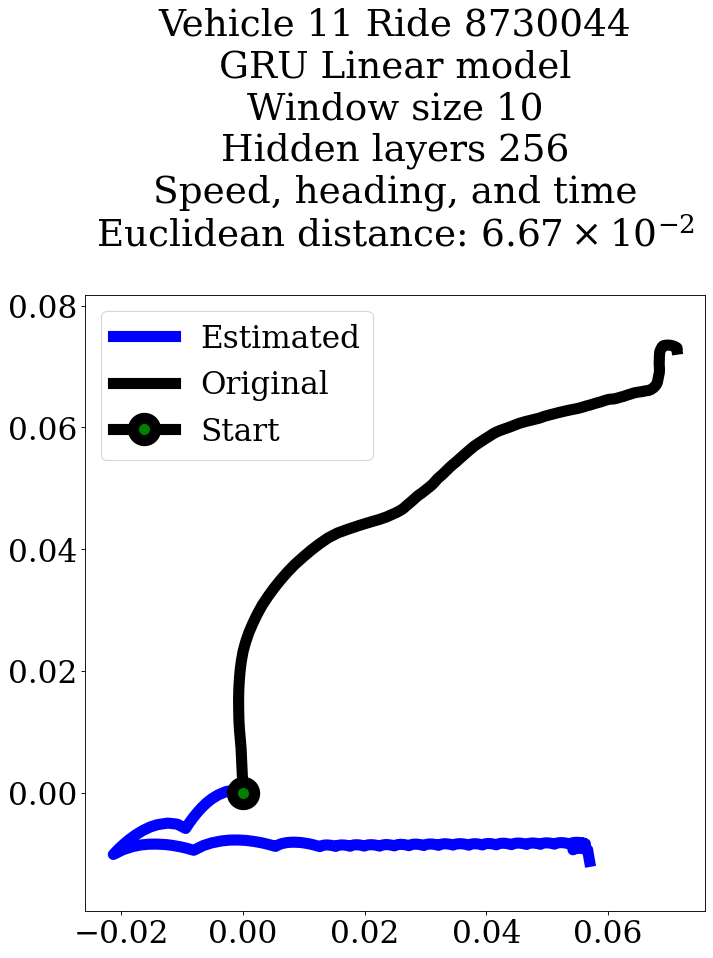 Vehicle 11 Ride 8730044
GRU Linear model
Window size 10
Hidden layers 256
Speed, heading, and time
Euclidean distance: 6.67 × 10⁻²
0.08
0.06
0.04
0.02
0.00
Estimated
Original
Start
−0.02
0.00
0.02
0.04
0.06